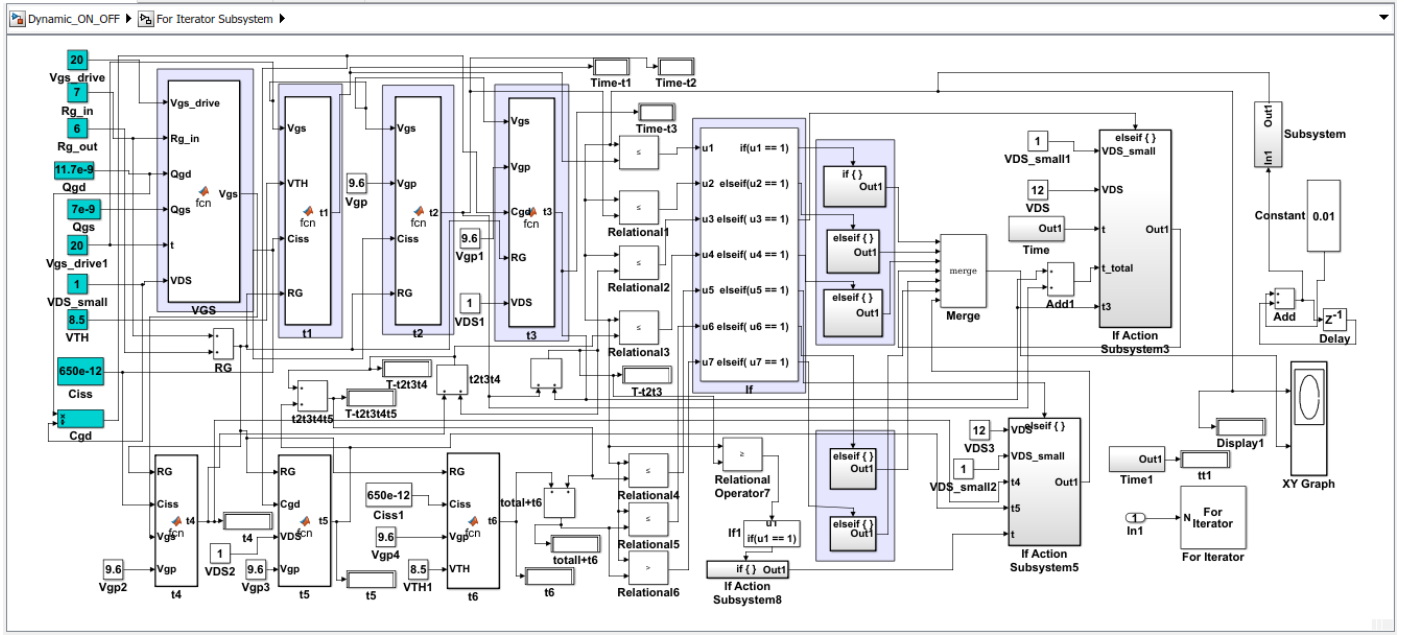 Dynamic_ON_OFF
For Iterator Subsystem
20
Vgs_drive
7
Rg_in
6
Rg_out
11.7e-9
Qgd
7e-9
Qgs
20
Vgs_drive1
1
VDS_small
8.5
VTH
650e-12
Ciss
Cgd
Vgs_drive
Rg_in
Qgd
Qgs
t
VDS
Vgs
fcn
VGS
RG
Vgs
VTH
Ciss
RG
t1
fcn
t1
9.6
Vgp
Vgs
Vgp
Ciss
RG
t2
fcn
t2
9.6
Vgp1
1
VDS1
Vgs
Vgp
Cgd
RG
VDS
t3
fcn
t3
Time-t1
Time-t2
Time-t3
≤
≤
Relational1
≤
Relational2
≤
Relational3
T-t2t3t4
t2t3t4
T-t2t3
t2t3t4t5
T-t2t3t4t5
u1 if(u1 == 1)
u2 elseif(u2 == 1)
u3 elseif( u3 == 1)
u4 elseif( u4 == 1)
u5 elseif(u5 == 1)
u6 elseif( u6 == 1)
u7 elseif( u7 == 1)
If
if { }
Out1
elseif { }
Out1
elseif { }
Out1
elseif { }
Out1
elseif { }
Out1
merge
Merge
1
VDS_small1
12
VDS
Out1
Time
Add1
elseif { }
VDS_small
VDS
t
t_total
t3
Out1
If Action
Subsystem3
Out1
In1
Subsystem
Constant
0.01
Add
Z-1
Delay
XY Graph
Display1
Out1
Time1
tt1
1
In1
N
For
Iterator
For Iterator
RG
Ciss
Vgs
Vgp
t4
fcn
t4
9.6
Vgp2
t4
1
VDS2
9.6
Vgp3
RG
Cgd
VDS
Vgp
t5
fcn
t5
t5
650e-12
Ciss1
9.6
Vgp4
8.5
VTH1
RG
Ciss
Vgp
VTH
t6
fcn
t6
total+t6
totall+t6
t6
≤
Relational4
≤
Relational5
>
Relational6
≥
Relational
Operator7
If1
u1
if(u1 == 1)
if { } Out1
If Action
Subsystem8
12
VDS3
1
VDS_small2
elseif { }
VDS
VDS_small
t4
t5
t
Out1
If Action
Subsystem5